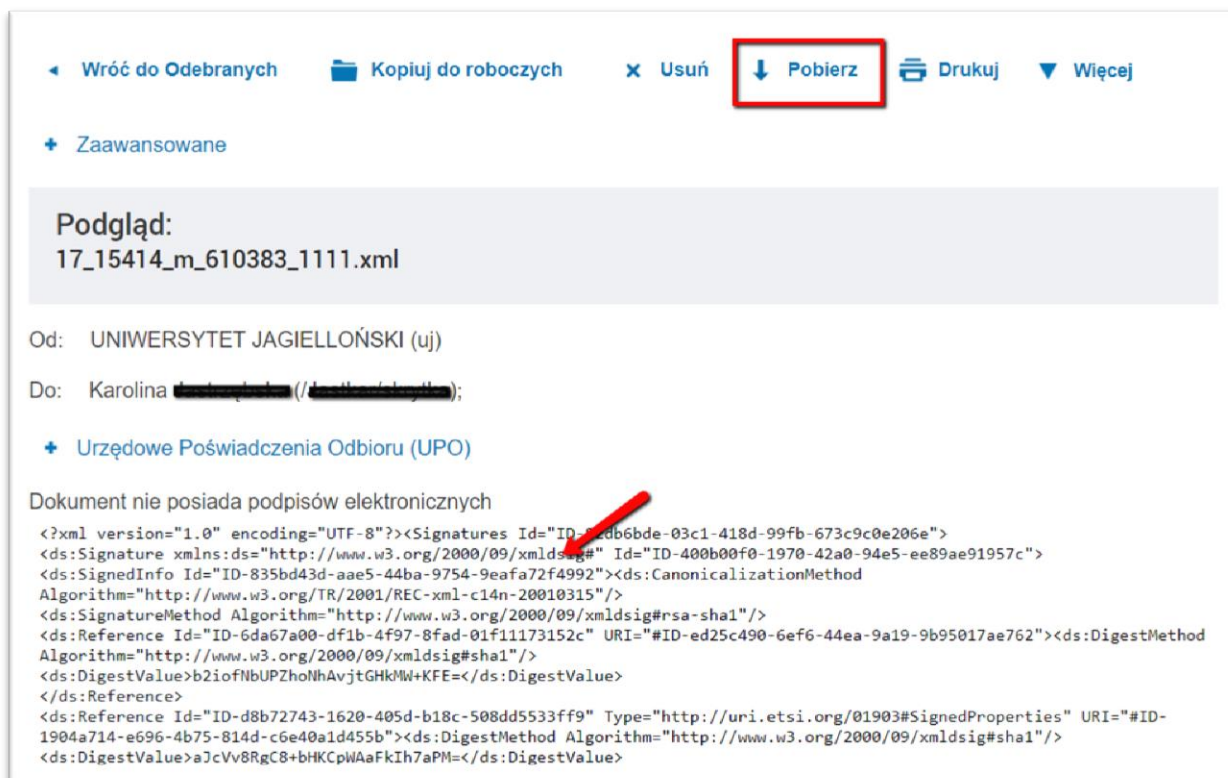 Wróć do Odebranych Kopiuj do roboczych Usuń Pobierz Drukuj Więcej
Zaawansowane
Podgląd:
17_15414_m_610383_1111.xml
Od: UNIWERSYTET JAGIELLOŃSKI (uj)
Do: Karolina (/ );
Urzędowe Poświadczenia Odbioru (UPO)
Dokument nie posiada podpisów elektronicznych
<?xml version="1.0" encoding="UTF-8"?><Signatures Id="ID- db6bde-03c1-418d-99fb-673c9c0e206e">
<ds:Signature xmlns:ds="http://www.w3.org/2000/09/xmldsig#" Id="ID-400b00f0-1970-42a0-94e5-ee89ae91957c">
<ds:SignedInfo Id="ID-835bd43d-aae5-44ba-9754-9eafa72f4992"><ds:CanonicalizationMethod
Algorithm="http://www.w3.org/TR/2001/REC-xml-c14n-20010315"/>
<ds:SignatureMethod Algorithm="http://www.w3.org/2000/09/xmldsig#rsa-sha1"/>
<ds:Reference Id="ID-6da67a00-df1b-4f97-8fad-01f11173152c" URI="#ID-ed25c490-6ef6-44ea-9a19-9b95017ae762"><ds:DigestMethod
Algorithm="http://www.w3.org/2000/09/xmldsig#sha1"/>
<ds:DigestValue>b2iofNbUPZhoNhAvjtGHkMW+KFE=</ds:DigestValue>
</ds:Reference>
<ds:Reference Id="ID-d8b72743-1620-405d-b18c-508dd5533ff9" Type="http://uri.etsi.org/01903#SignedProperties" URI="#ID-
1904a714-e696-4b75-814d-c6e40a1d455b"><ds:DigestMethod Algorithm="http://www.w3.org/2000/09/xmldsig#sha1"/>
<ds:DigestValue>aJcVv8RgC8+bHKCpWAaFkIh7aPM=</ds:DigestValue>